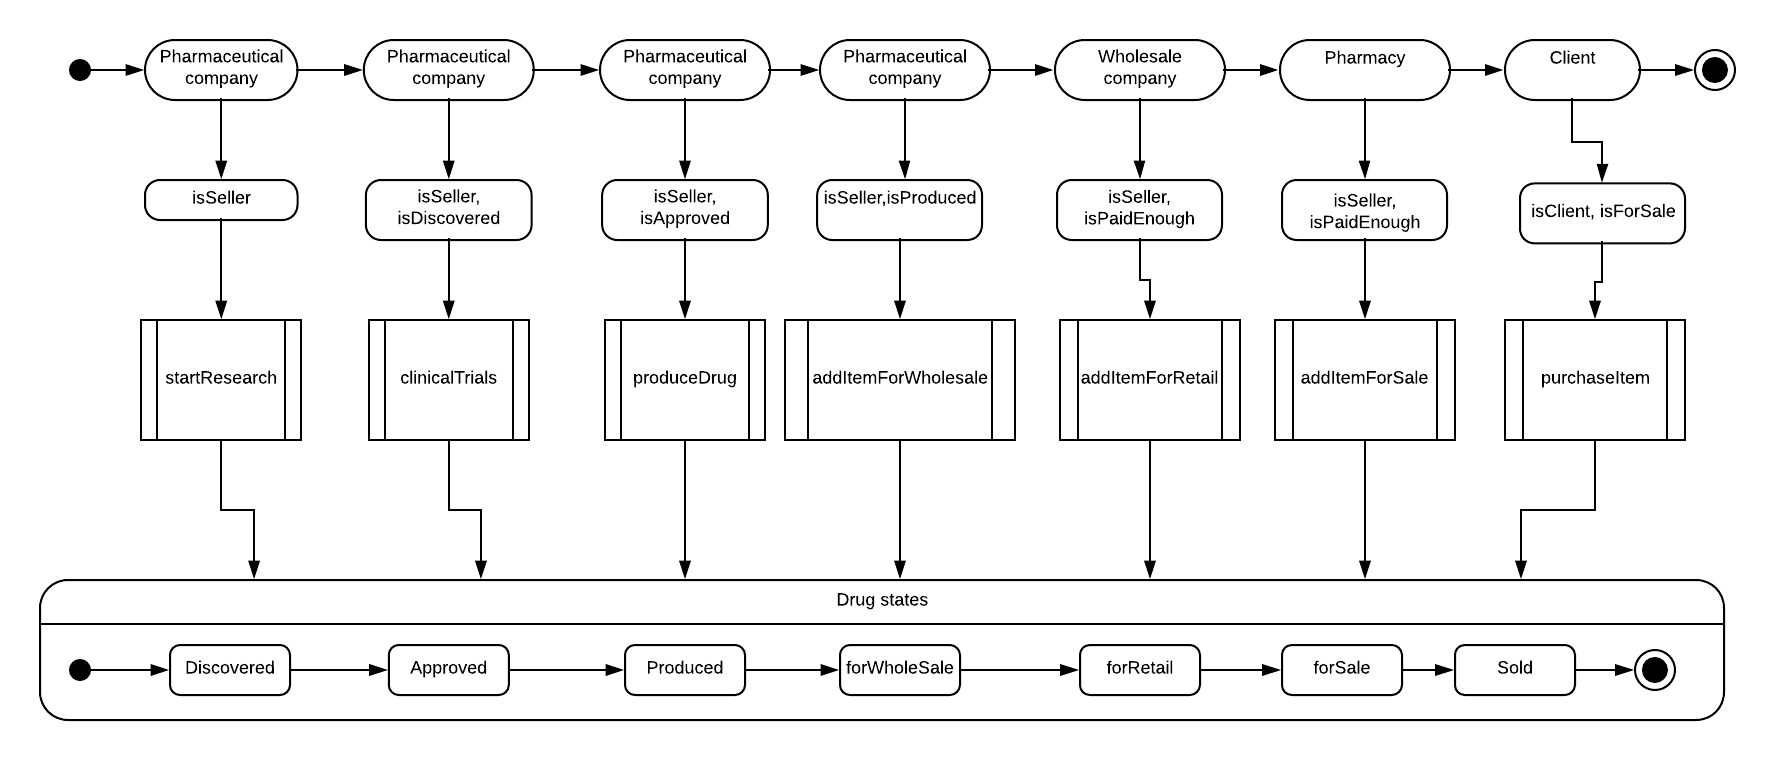 Pharmaceutical
company
Pharmaceutical
company
Pharmaceutical
company
Pharmaceutical
company
Wholesale
company
Pharmacy
Client
isSeller
isSeller,
isDiscovered
isSeller,
isApproved
isSeller,isProduced
isSeller,
isPaidEnough
isSeller,
isPaidEnough
isClient, isForSale
startResearch
clinicalTrials
produceDrug
addItemForWholesale
addItemForRetail
addItemForSale
purchaseItem
Drug states
Discovered
Approved
Produced
forWholeSale
forRetail
forSale
Sold